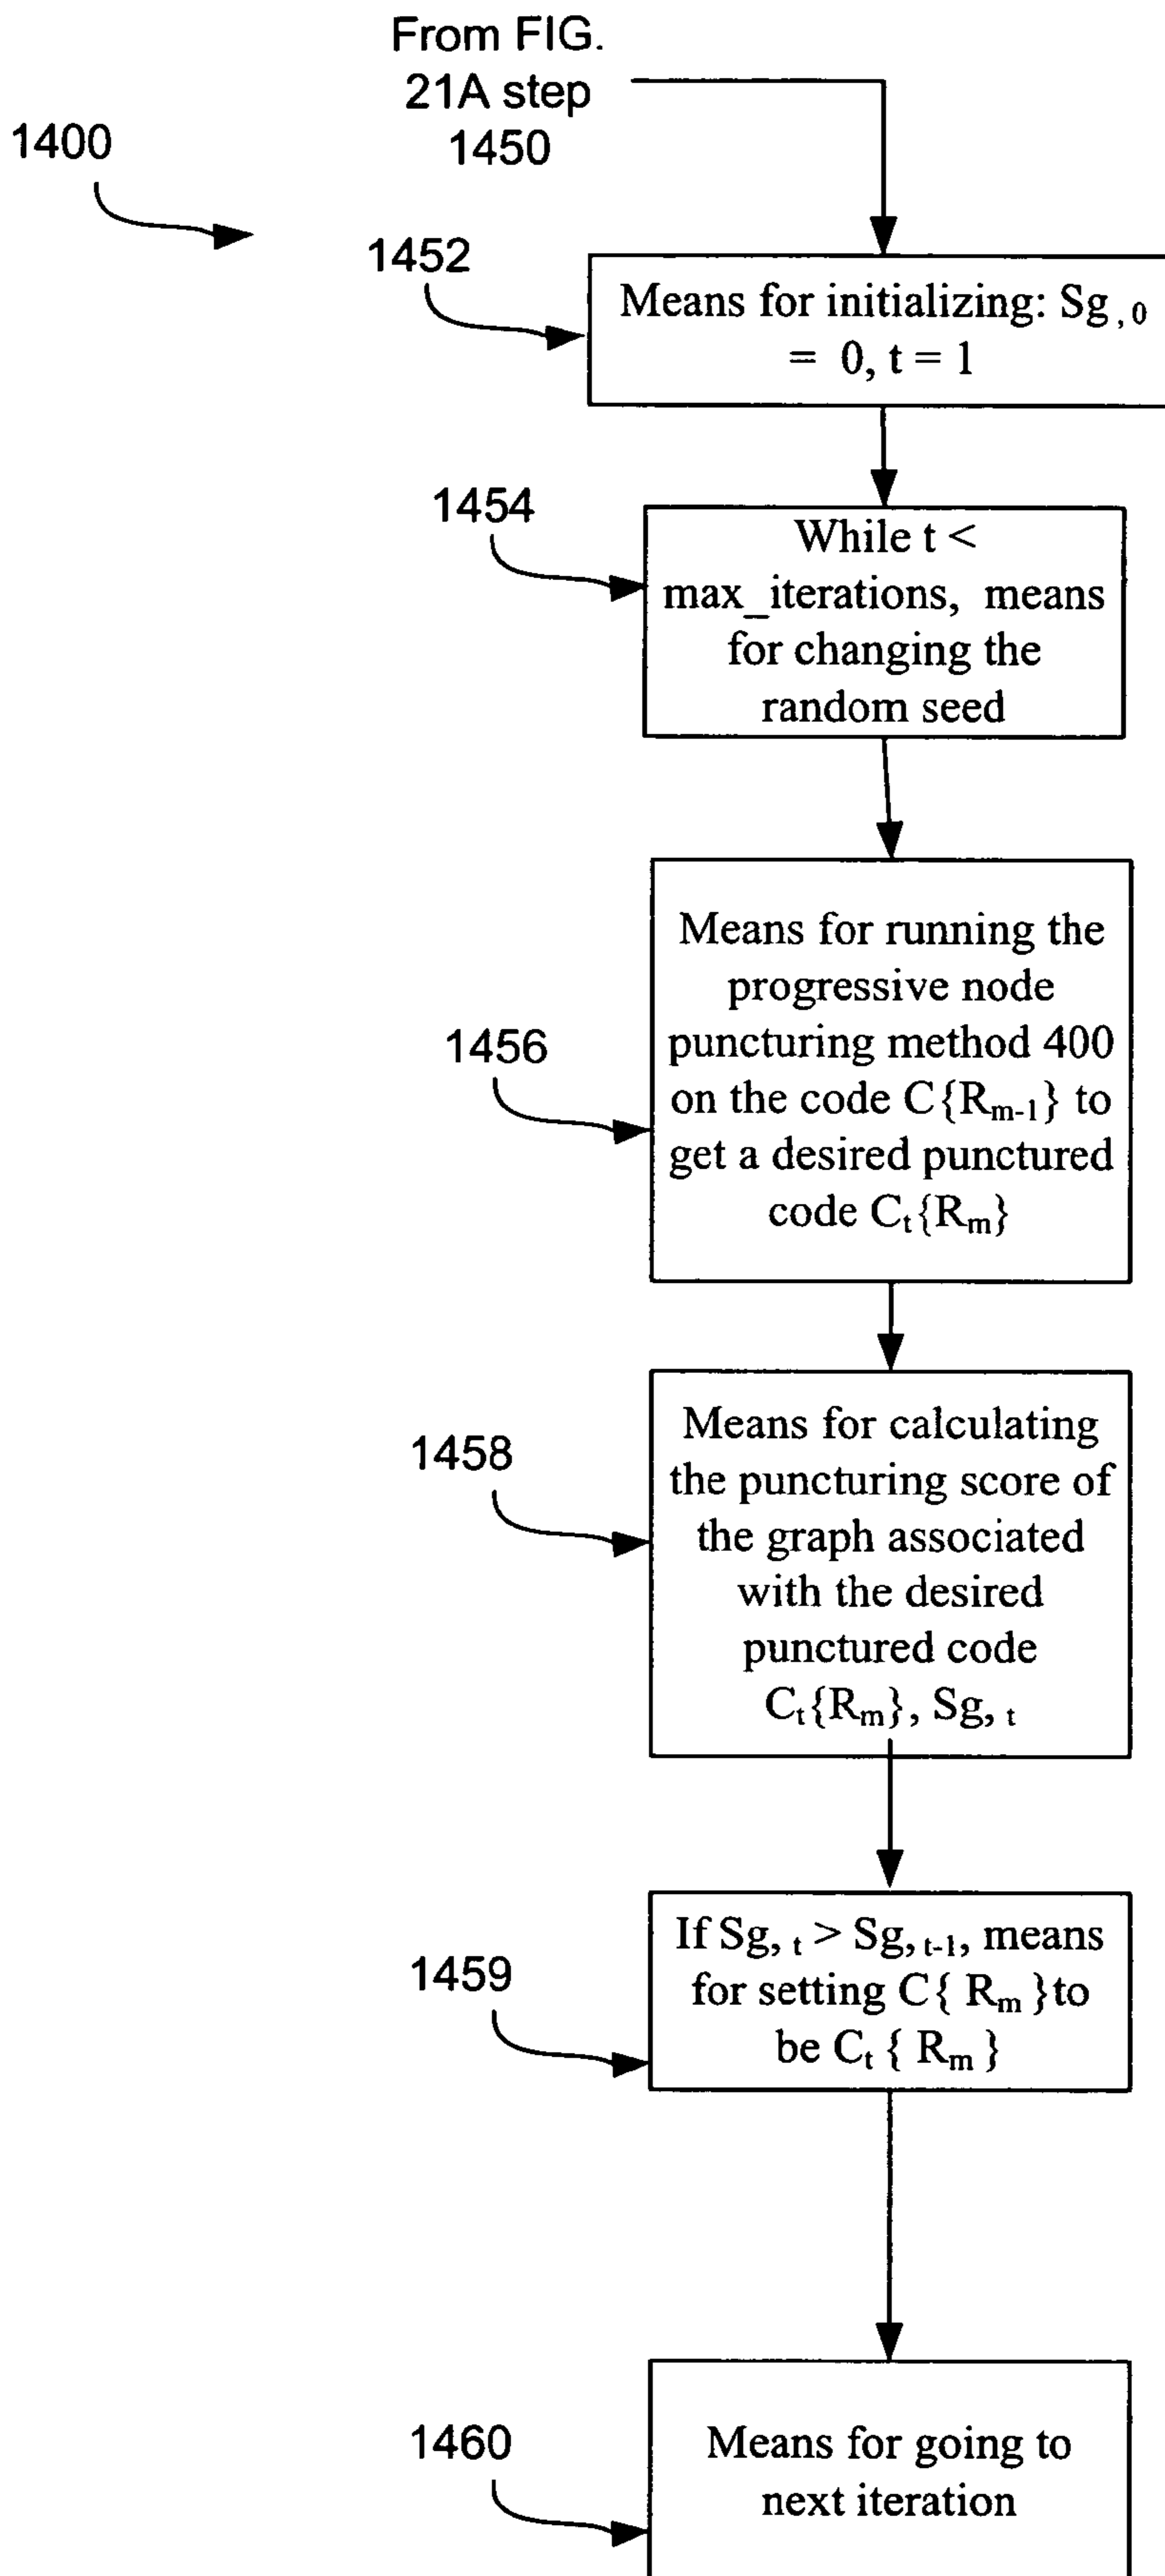 From FIG.
21A step
1450
1400
1452
Means for initializing: Sg,0
= 0, t = 1
1454
While t <
max_iterations, means
for changing the
random seed
1456
Means for running the
progressive node
puncturing method 400
on the code C{Rm-1} to
get a desired punctured
code Ct{Rm}
1458
Means for calculating
the puncturing score of
the graph associated
with the desired
punctured code
Ct{Rm}, Sg, t
1459
If Sg, t > Sg, t-1, means
for setting C{ Rm }to
be Ct { Rm }
1460
Means for going to
next iteration